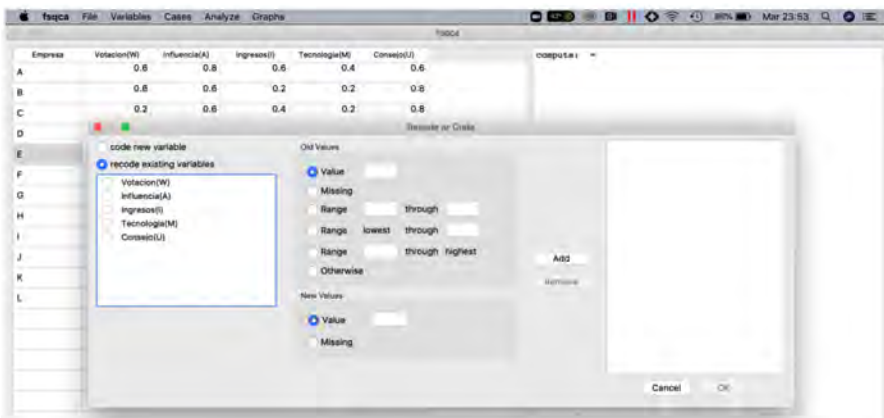 fsqca File Variables Cases Analyze Graphs
Mar 23:53
fsqca
Empresa Votacion(W) Influencia(A) Ingresos(I) Tecnologia(M) Consejo(U)
compute: =
A 0.6 0.8 0.6 0.4 0.6
B 0.8 0.6 0.2 0.2 0.8
C 0.2 0.6 0.4 0.2 0.8
D
E
F
G
H
I
J
K
L
code new variable
recode existing variables
Votacion(W)
Influencia(A)
Ingresos(I)
Tecnologia(M)
Consejo(U)
Old Values
Value
Missing
Range through
Range lowest through
Range through highest
Otherwise
New Values
Value
Missing
Add
Remove
Cancel OK